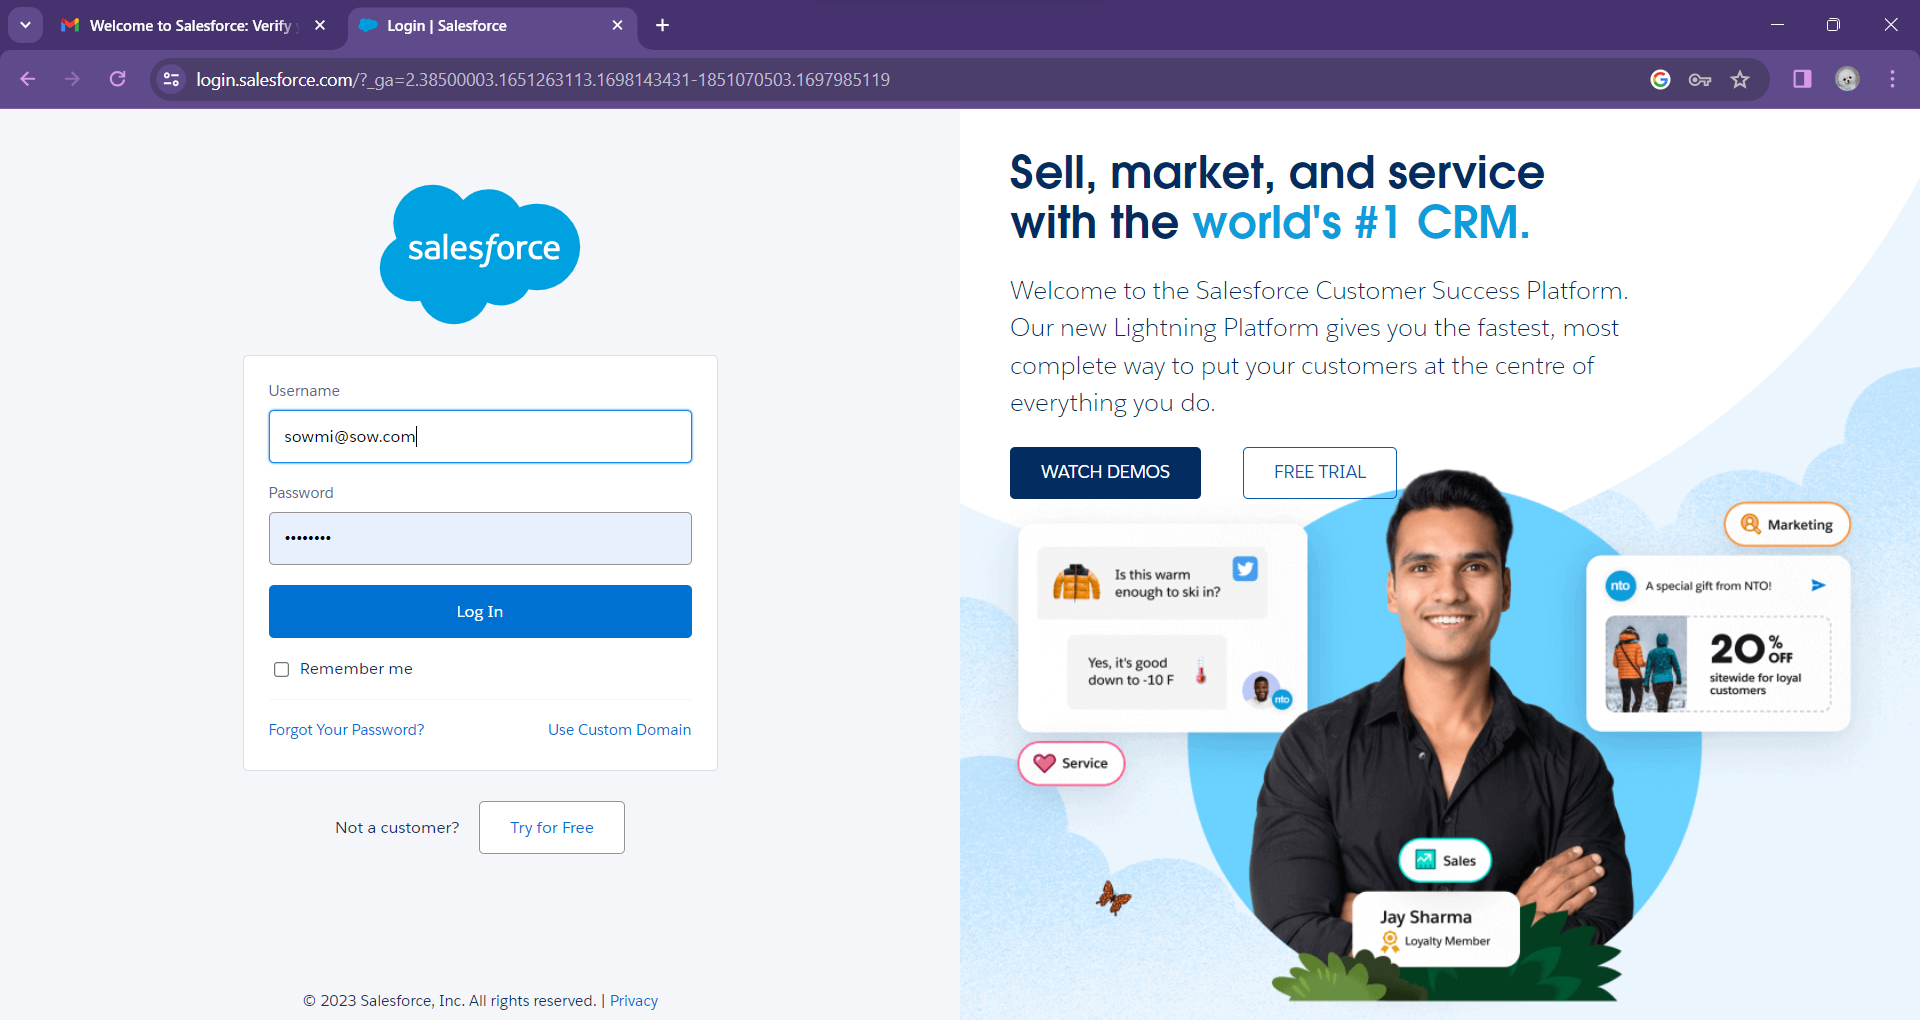 Welcome to Salesforce: Verify
Login | Salesforce
login.salesforce.com/?_ga=2.38500003.1651263113.1698143431-1851070503.1697985119
salesforce
Username
sowmi@sow.com
Password
••••••••
Log In
Remember me
Forgot Your Password?
Use Custom Domain
Not a customer?
Try for Free
© 2023 Salesforce, Inc. All rights reserved. | Privacy
Sell, market, and service
with the world's #1 CRM.
Welcome to the Salesforce Customer Success Platform.
Our new Lightning Platform gives you the fastest, most
complete way to put your customers at the centre of
everything you do.
WATCH DEMOS
FREE TRIAL
Is this warm
enough to ski in?
Yes, it's good
down to -10 F
nto
Service
Marketing
nto
A special gift from NTO!
20% OFF
sitewide for loyal
customers
Sales
Jay Sharma
Loyalty Member